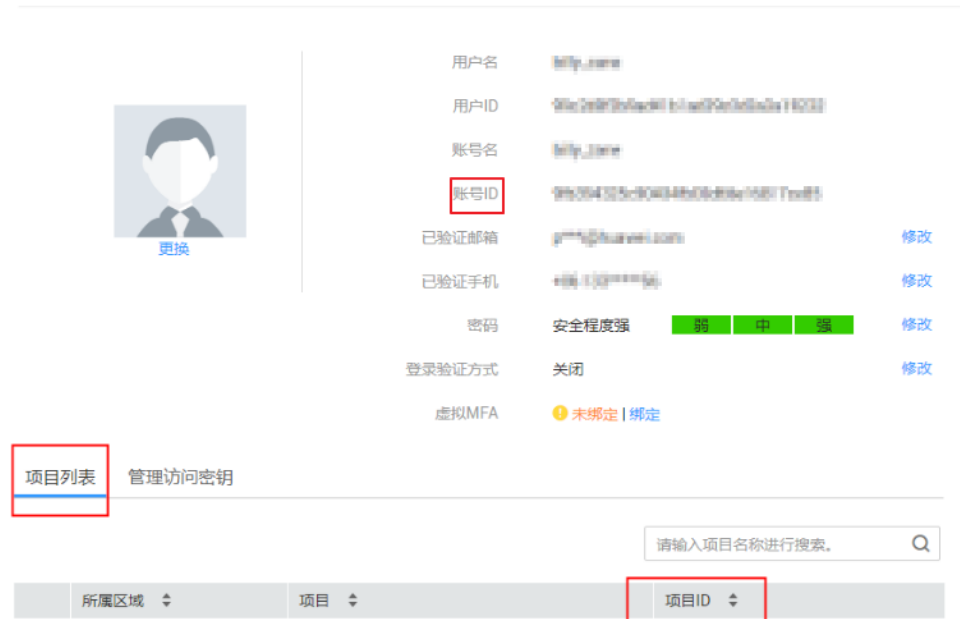 用户名
用户ID
账号名
账号ID
更换
已验证邮箱 修改
已验证手机 修改
密码 安全程度强 弱 中 强 修改
登录验证方式 关闭 修改
虚拟MFA 未绑定 | 绑定
项目列表 管理访问密钥
请输入项目名称进行搜索。
所属区域 项目 项目ID